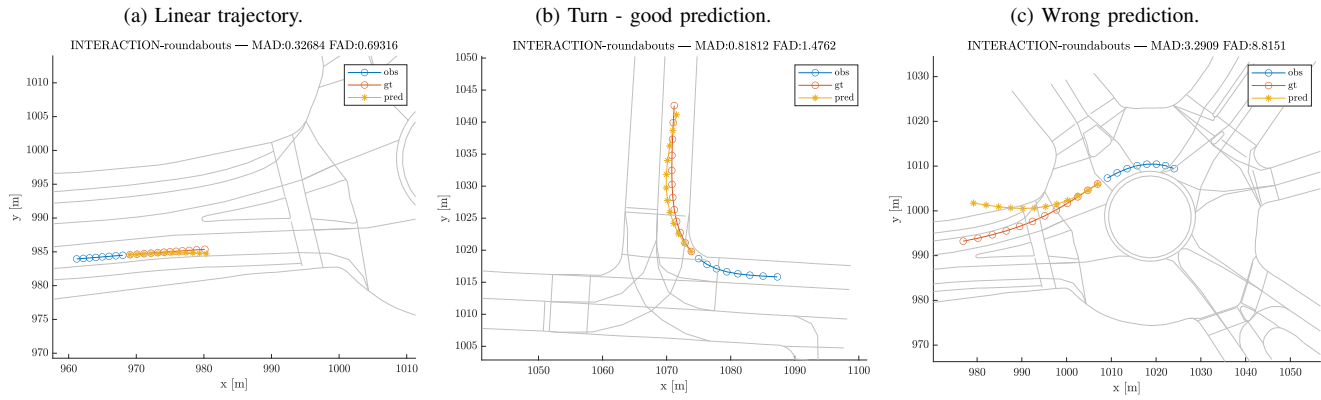 (a) Linear trajectory.
INTERACTION-roundabouts — MAD:0.32684 FAD:0.69316
obs
gt
pred
1010
1005
1000
995
990
985
980
975
970
y [m]
960
970
980
990
1000
1010
x [m]
(b) Turn - good prediction.
INTERACTION-roundabouts — MAD:0.81812 FAD:1.4762
obs
gt
pred
1050
1045
1040
1035
1030
1025
1020
1015
1010
1005
y [m]
1050
1060
1070
1080
1090
1100
x [m]
(c) Wrong prediction.
INTERACTION-roundabouts — MAD:3.2909 FAD:8.8151
obs
gt
pred
1030
1020
1010
1000
990
980
970
y [m]
980
990
1000
1010
1020
1030
1040
1050
x [m]